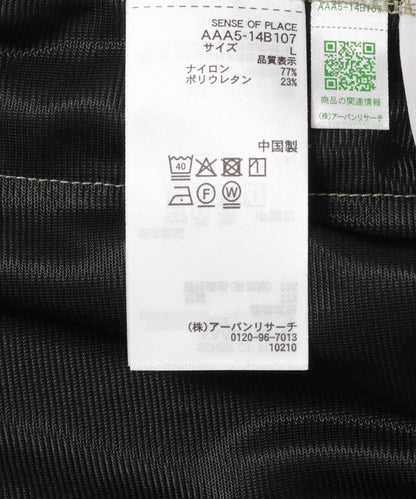 SENSE OF PLACE
AAA5-14B107
サイズ L
品質表示
ナイロン 77%
ポリウレタン 23%
中国製
40
F W
(株)アーバンリサーチ
0120-96-7013
10210
AAA5-14B107
商品の関連情報
(株)アーバンリサーチ